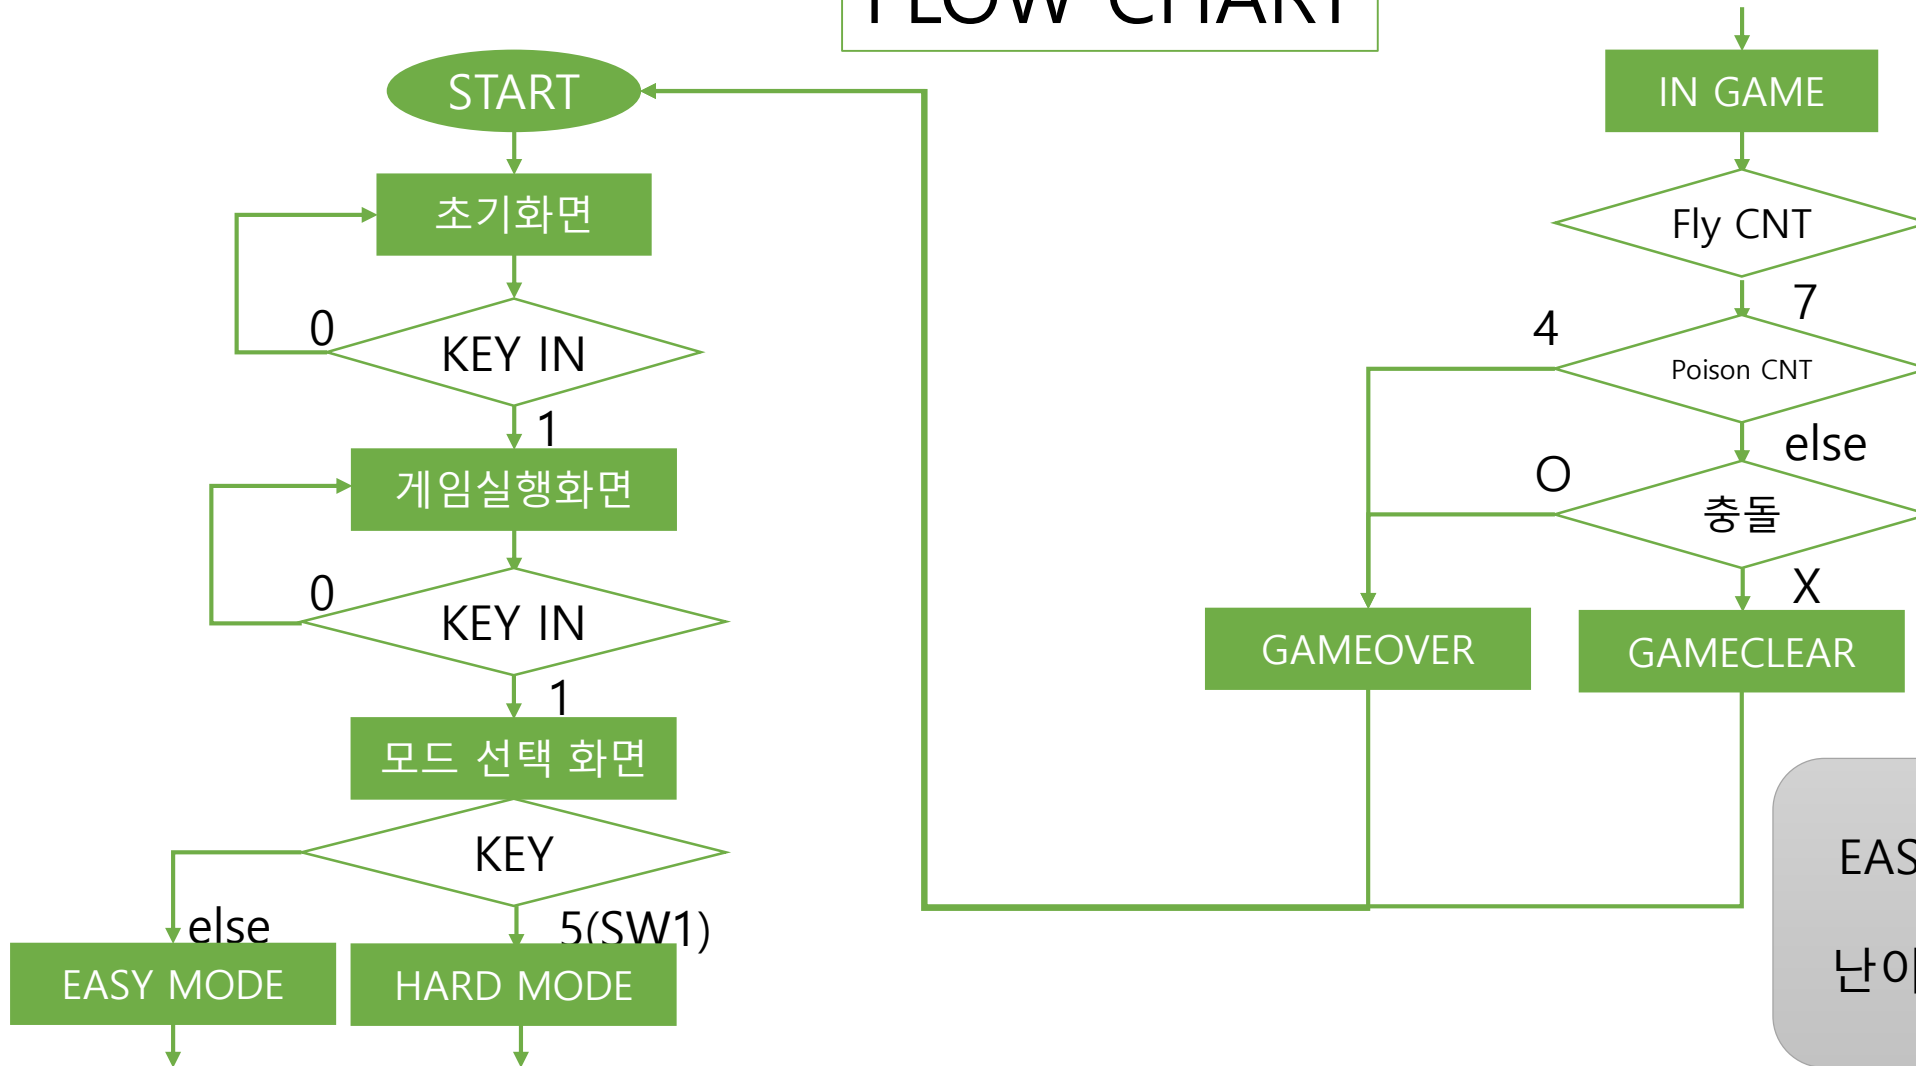 FLOW CHART
START
초기화면
0
KEY IN
1
게임실행화면
0
KEY IN
1
모드 선택 화면
KEY
else
5(SW1)
EASY MODE
HARD MODE
IN GAME
Fly CNT
7
4
Poison CNT
else
O
충돌
X
GAMEOVER
GAMECLEAR